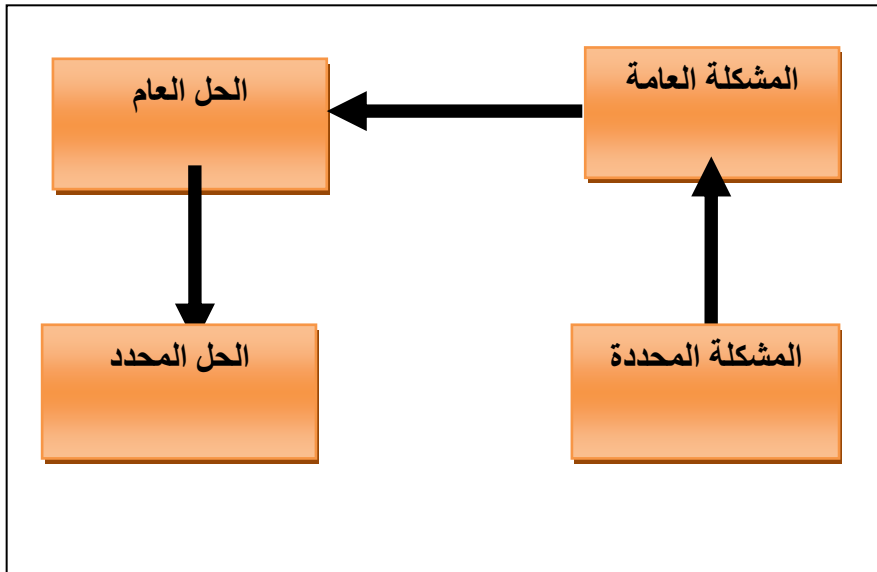 المشكلة العامة
الحل العام
المشكلة المحددة
الحل المحدد